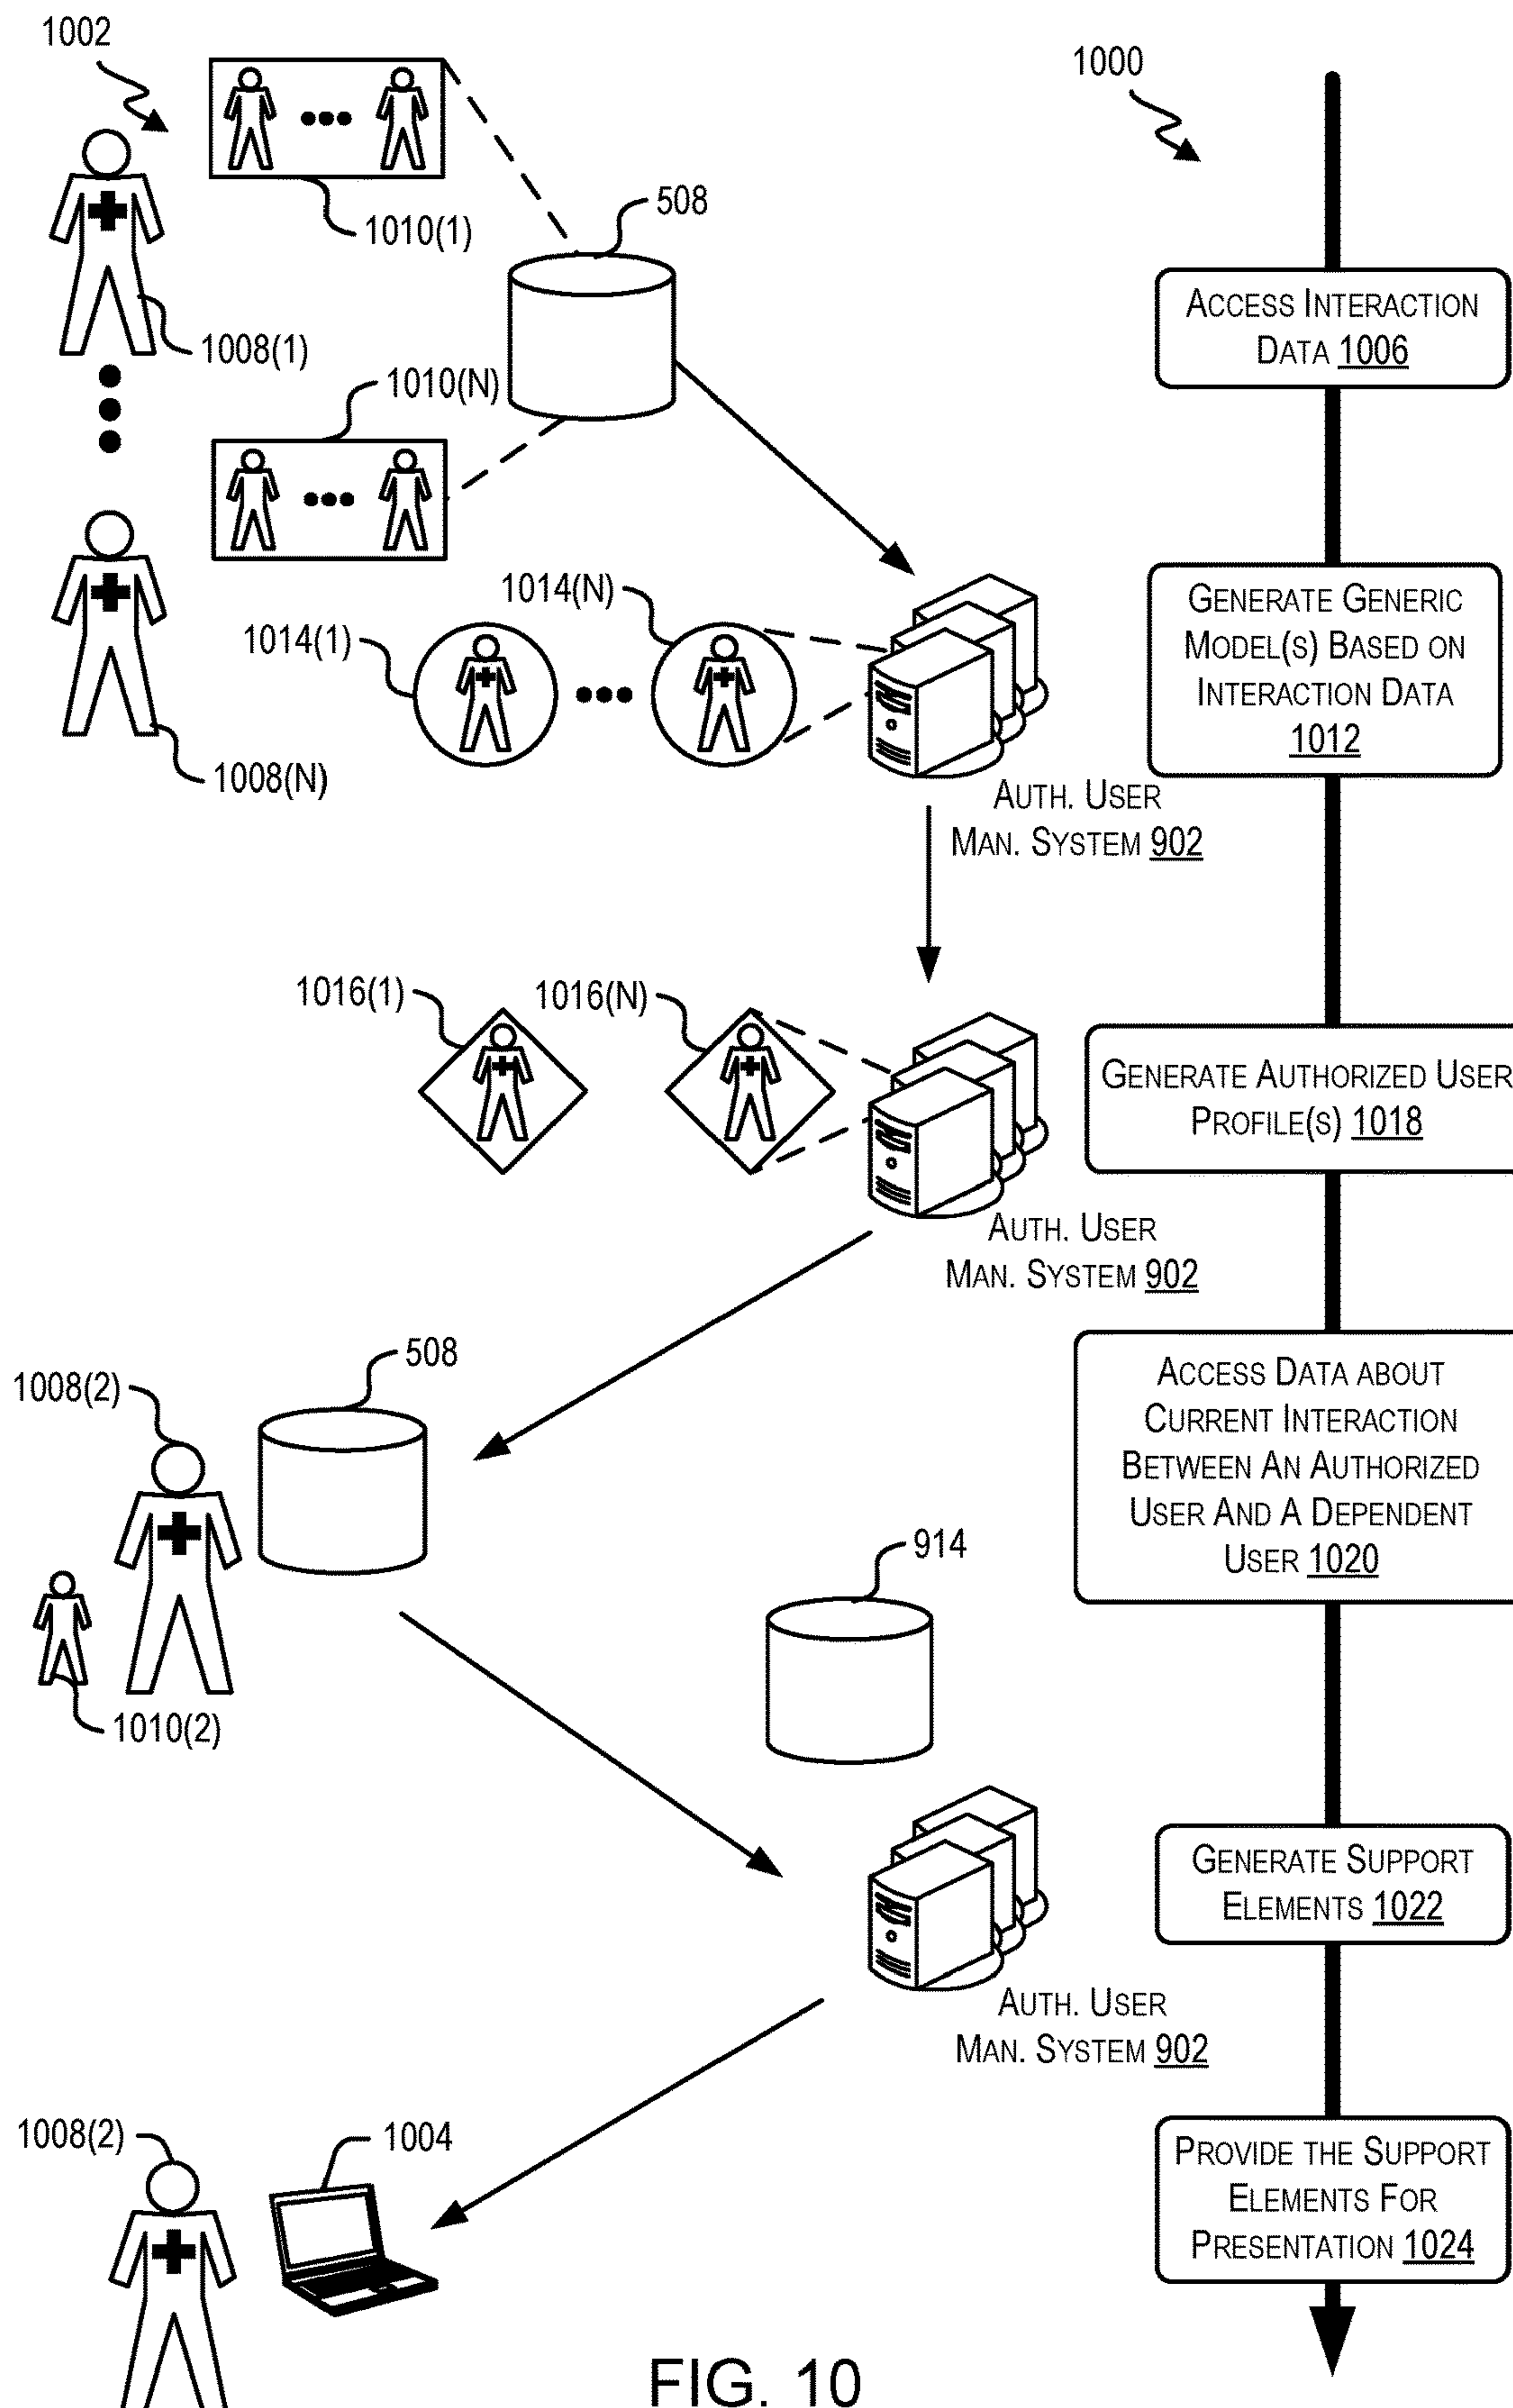 1002
1000
1010(1)
508
1008(1)
ACCESS INTERACTION
DATA 1006
1010(N)
1014(N)
1014(1)
1008(N)
GENERATE GENERIC
MODEL(S) BASED ON
INTERACTION DATA
1012
AUTH. USER
MAN. SYSTEM 902
1016(1)
1016(N)
GENERATE AUTHORIZED USER
PROFILE(S) 1018
AUTH. USER
MAN. SYSTEM 902
508
1008(2)
ACCESS DATA ABOUT
CURRENT INTERACTION
BETWEEN AN AUTHORIZED
USER AND A DEPENDENT
USER 1020
914
1010(2)
GENERATE SUPPORT
ELEMENTS 1022
AUTH. USER
MAN. SYSTEM 902
1008(2)
1004
PROVIDE THE SUPPORT
ELEMENTS FOR
PRESENTATION 1024
FIG. 10